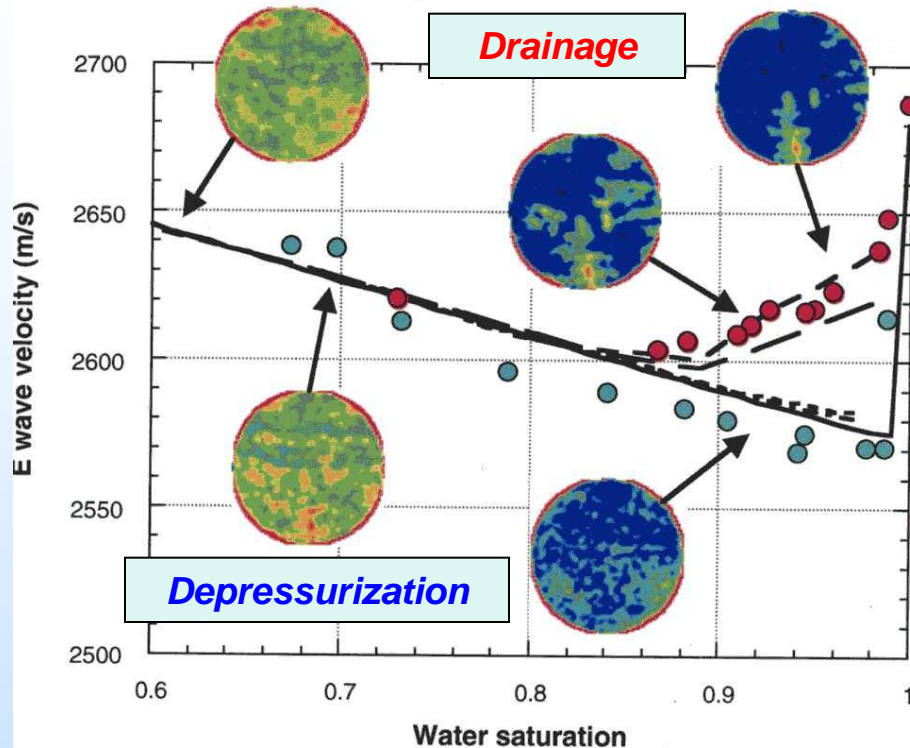 Drainage
2700
2650
2600
2550
2500
E wave velocity (m/s)
Depressurization
0.6
0.7
0.8
0.9
1
Water saturation